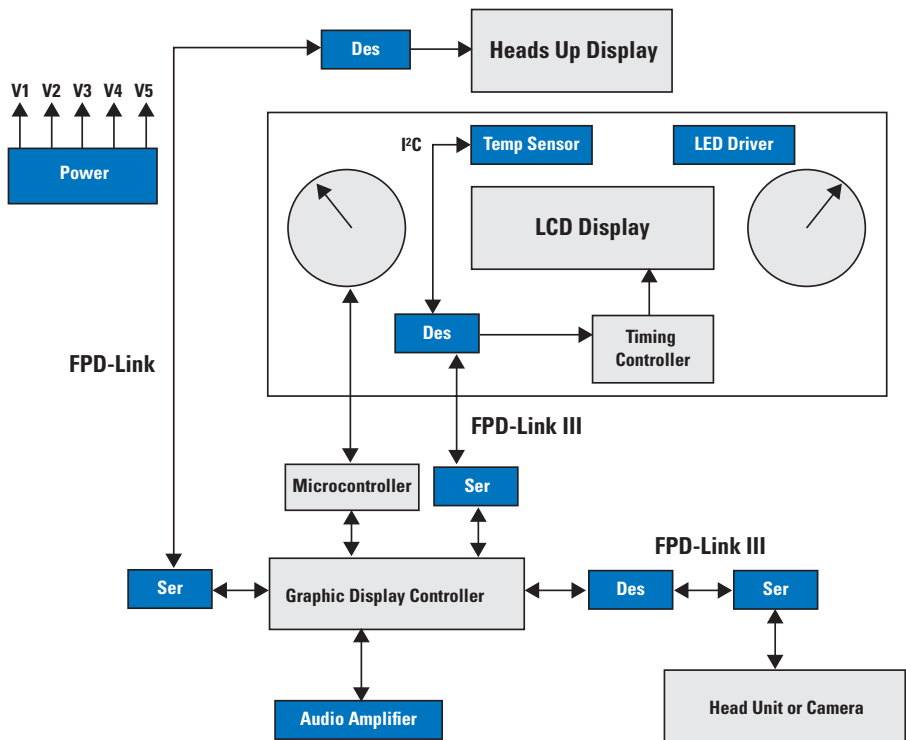 Des
Heads Up Display
V1 V2 V3 V4 V5
Power
I²C
Temp Sensor
LED Driver
LCD Display
Des
Timing
Controller
FPD-Link
FPD-Link III
Microcontroller
Ser
FPD-Link III
Ser
Graphic Display Controller
Des
Ser
Audio Amplifier
Head Unit or Camera